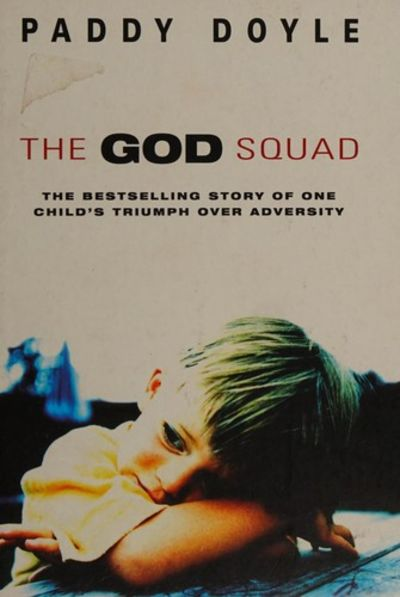 PADDY DOYLE
THE GOD SQUAD
THE BESTSELLING STORY OF ONE
CHILD'S TRIUMPH OVER ADVERSITY